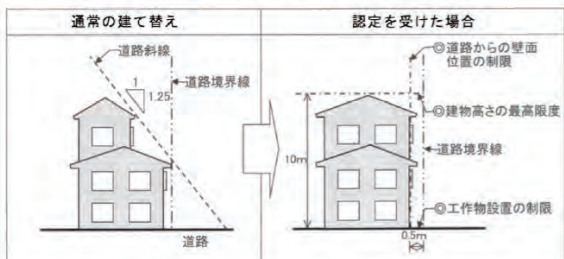 通常の建て替え
認定を受けた場合
道路斜線
1
1.25
道路境界線
道路
◎道路からの壁面
位置の制限
◎建物高さの最高限度
道路境界線
10m
◎工作物設置の制限
0.5m